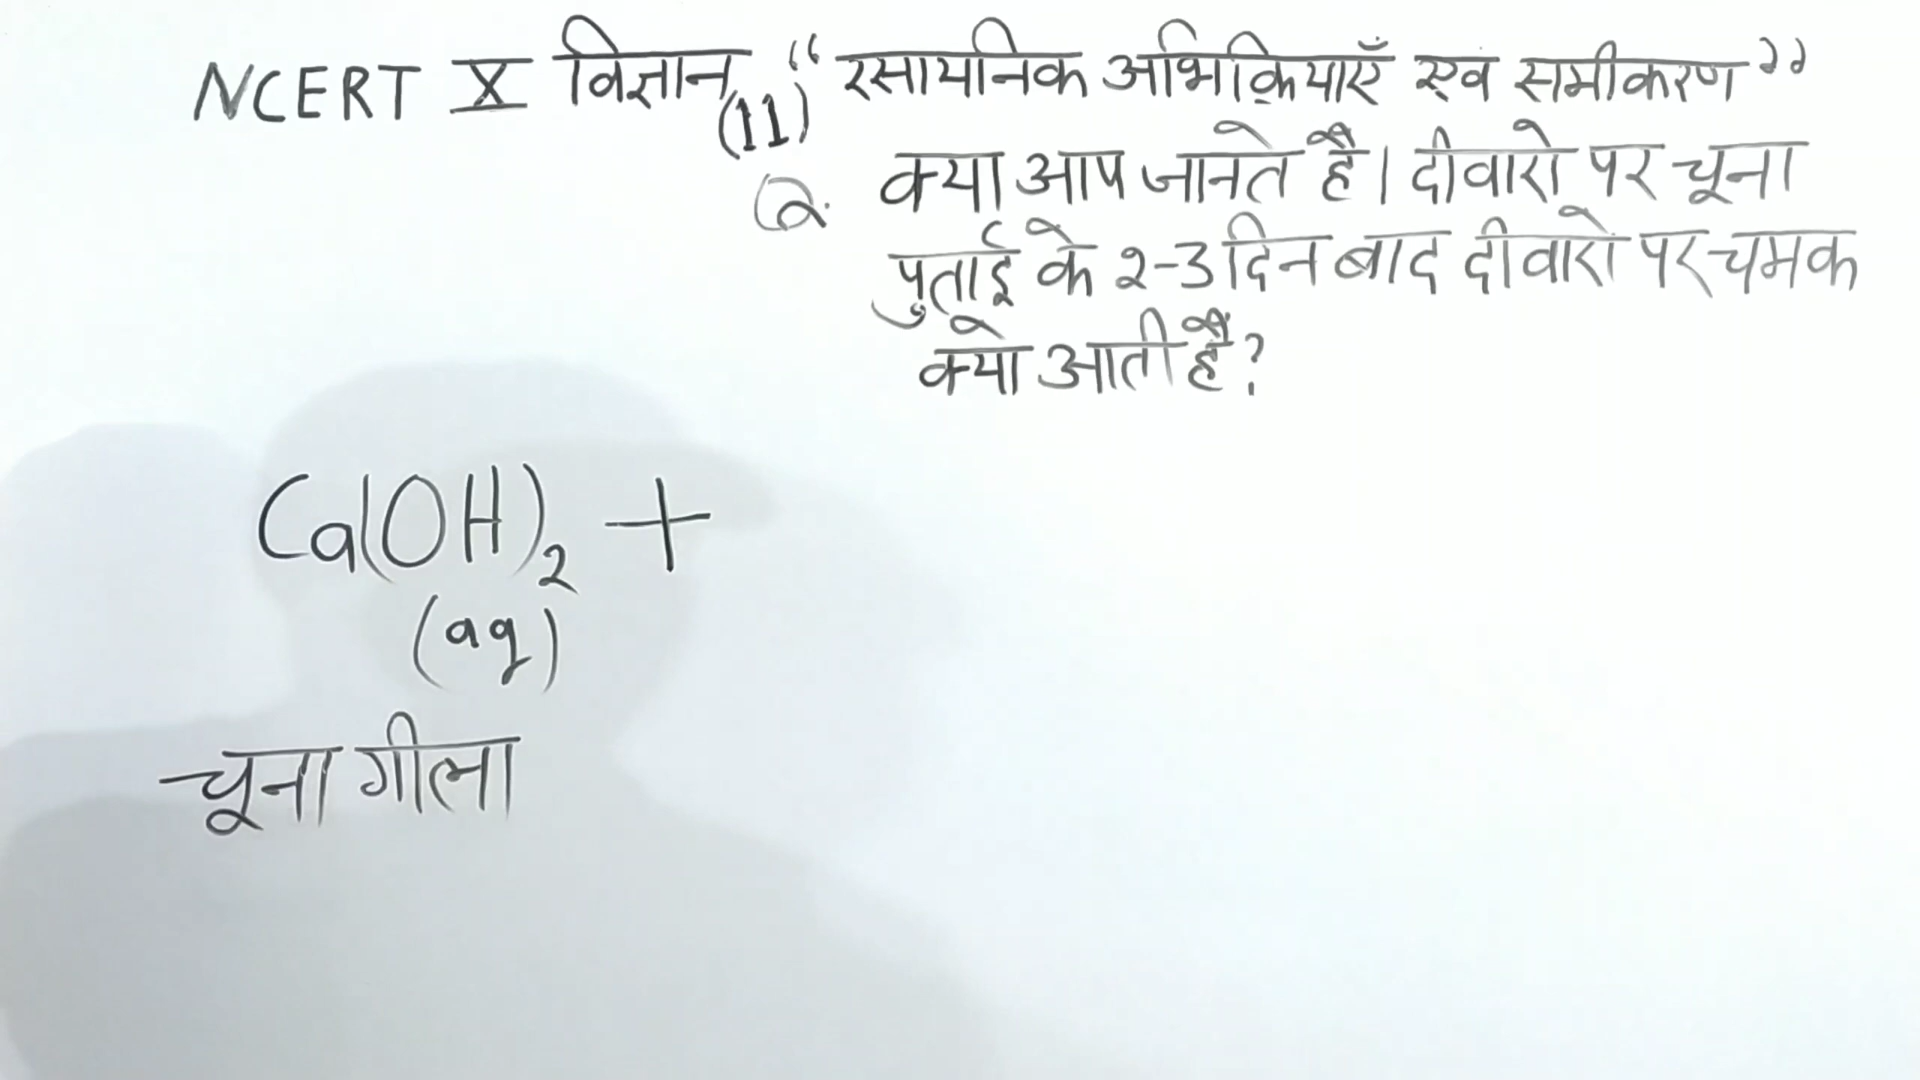 NCERT X विज्ञान (11) “रसायनिक अभिक्रियाएँ एवं समीकरण”
Q. क्या आप जानते है। दीवारो पर चूना
पुताई के 2-3 दिन बाद दीवारो पर चमक
क्यो आती है?
Ca(OH)₂ +
(aq)
चूना गीला